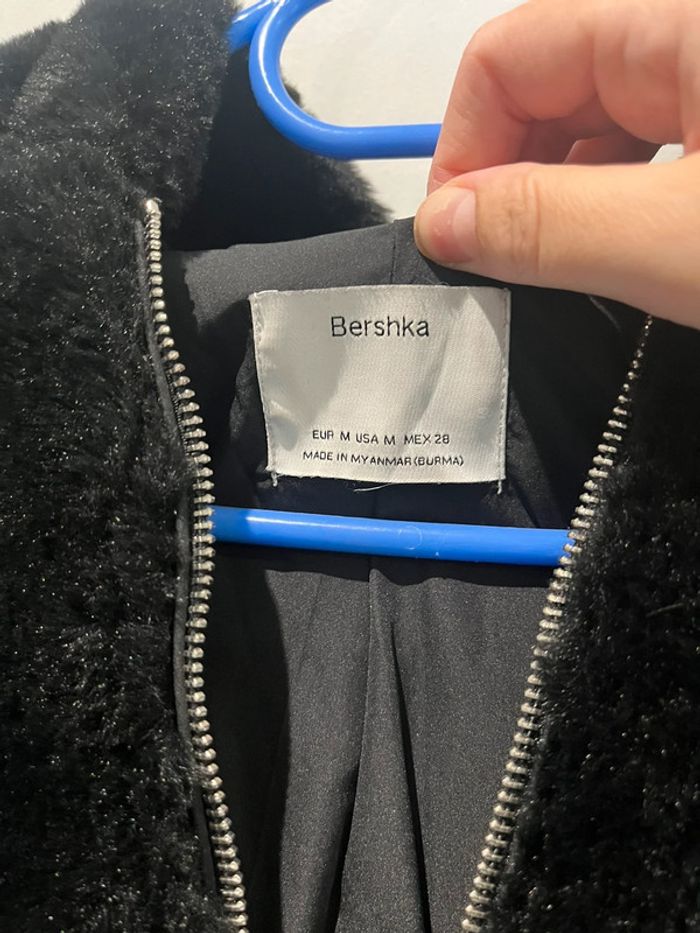 Bershka
EUR M USA M MEX 28
MADE IN MYANMAR (BURMA)